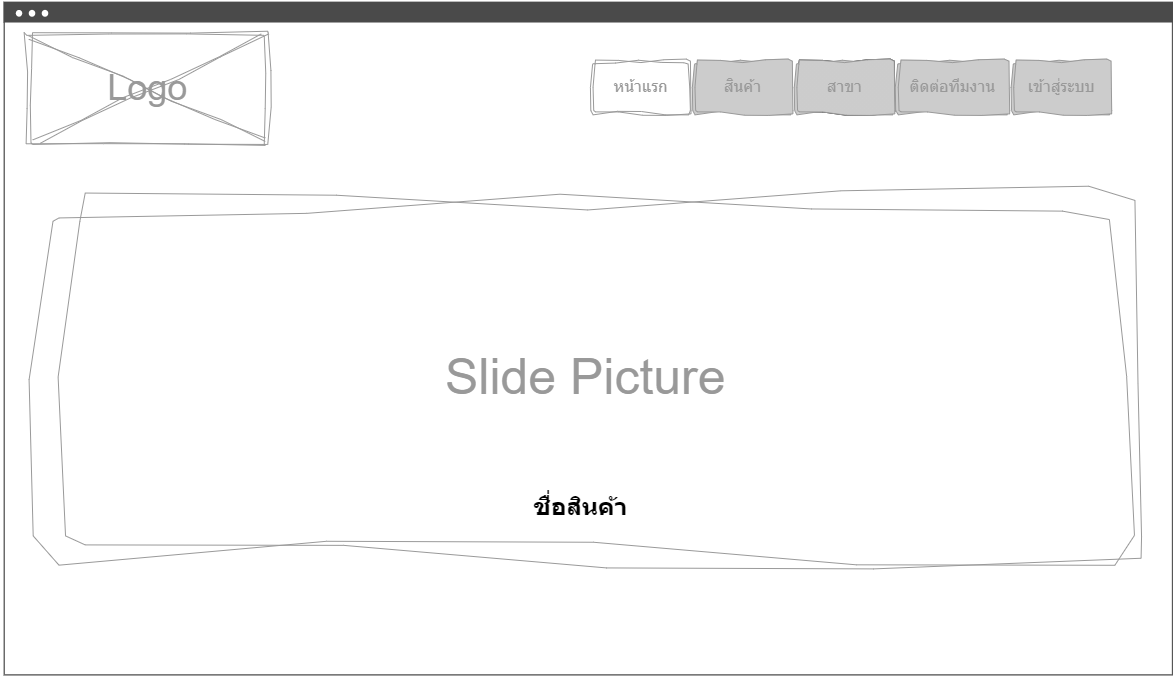 Logo
หน้าแรก สินค้า สาขา ติดต่อทีมงาน เข้าสู่ระบบ
Slide Picture
ชื่อสินค้า